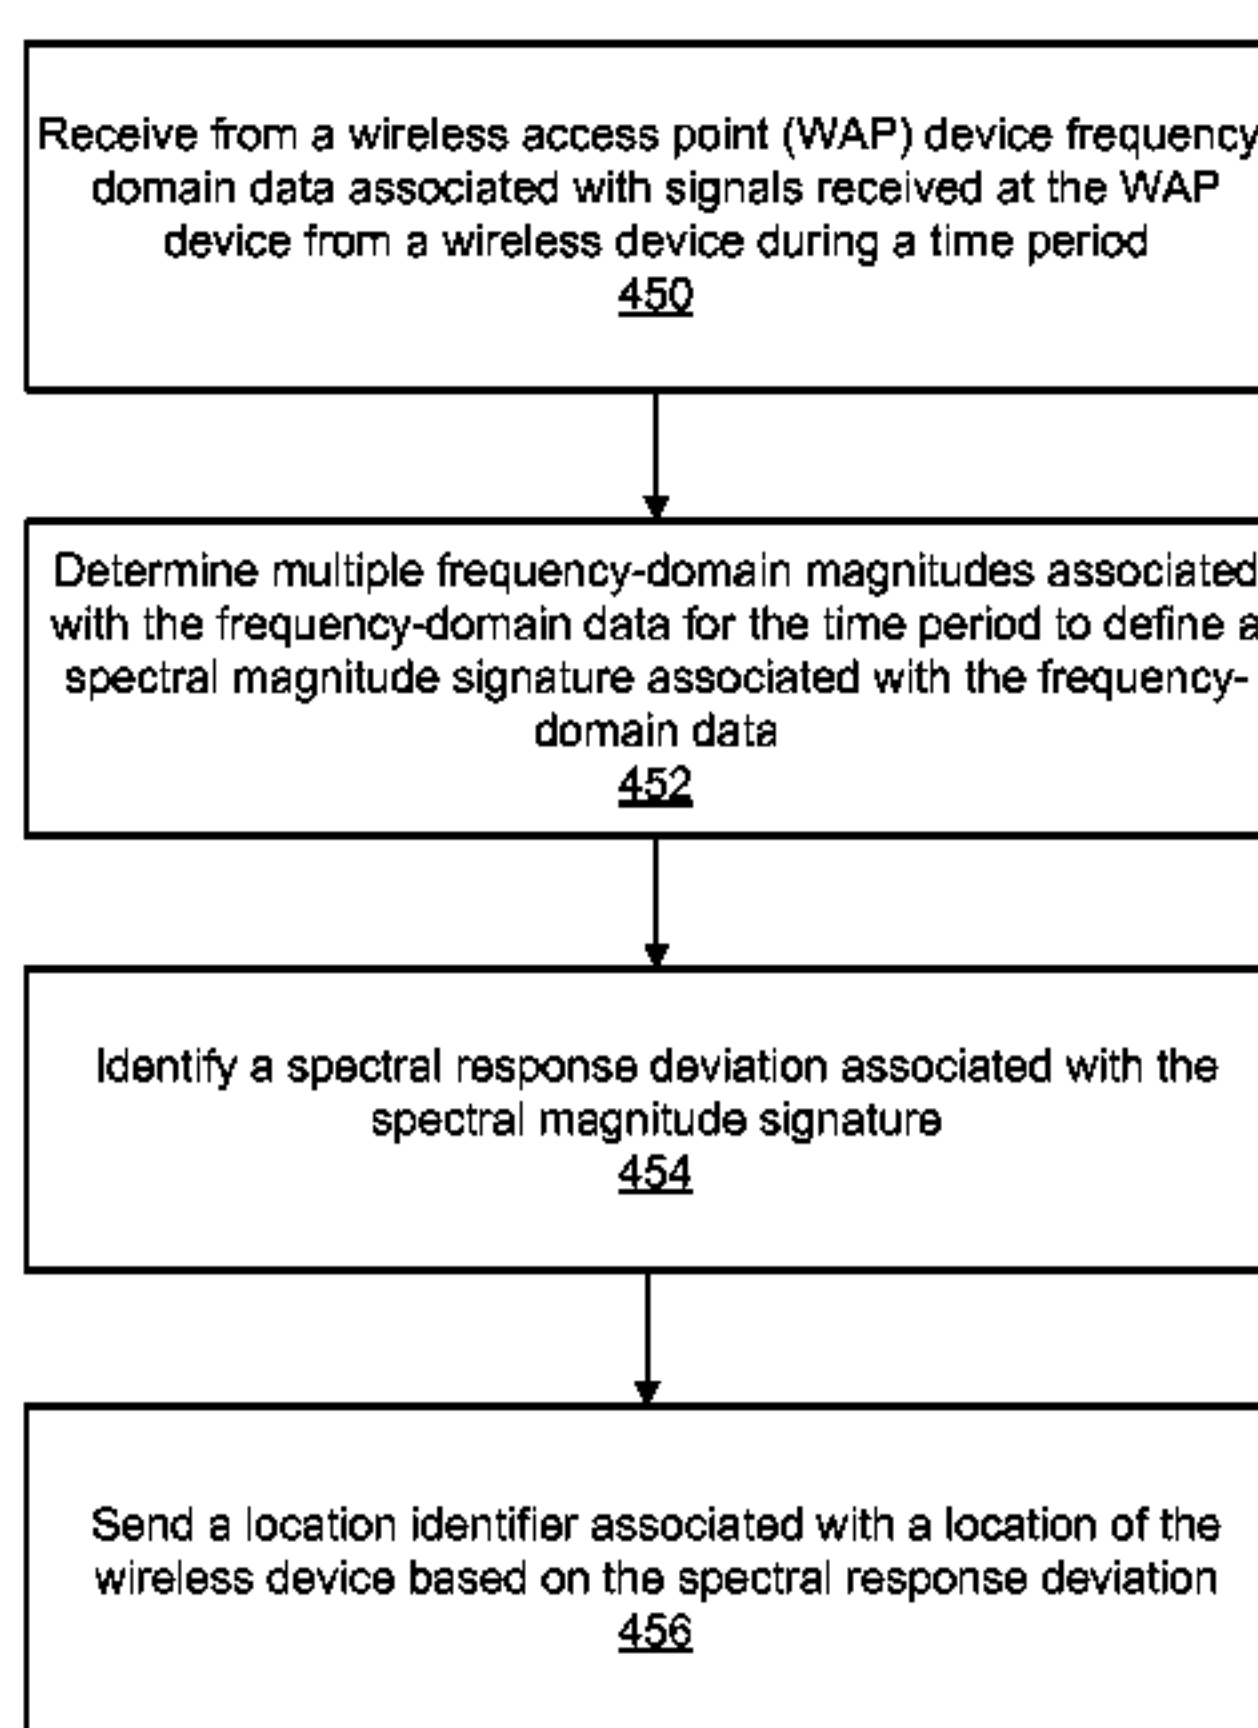 Receive from a wireless access point (WAP) device frequency
domain data associated with signals received at the WAP
device from a wireless device during a time period
450
Determine multiple frequency-domain magnitudes associated
with the frequency-domain data for the time period to define a
spectral magnitude signature associated with the frequency-
domain data
452
Identify a spectral response deviation associated with the
spectral magnitude signature
454
Send a location identifier associated with a location of the
wireless device based on the spectral response deviation
456